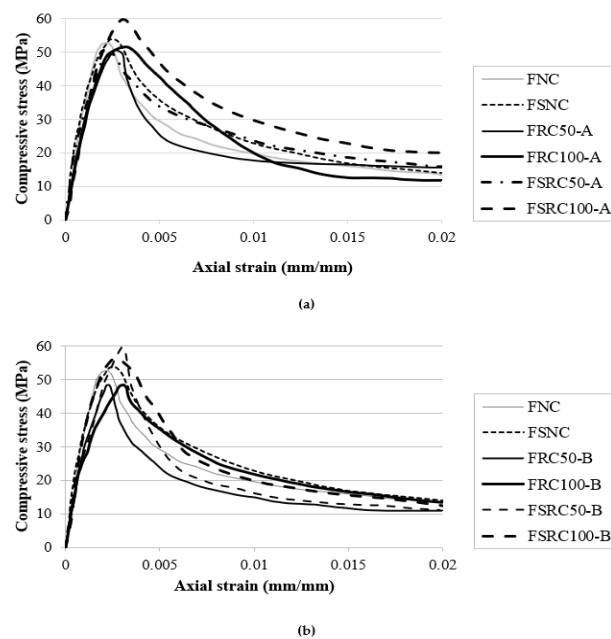 Compressive stress (MPa)
60
50
40
30
20
10
0
0
0.005
0.01
0.015
0.02
Axial strain (mm/mm)
FNC
FSNC
FRC50-A
FRC100-A
FSRC50-A
FSRC100-A
(a)
Compressive stress (MPa)
60
50
40
30
20
10
0
0
0.005
0.01
0.015
0.02
Axial strain (mm/mm)
FNC
FSNC
FRC50-B
FRC100-B
FSRC50-B
FSRC100-B
(b)